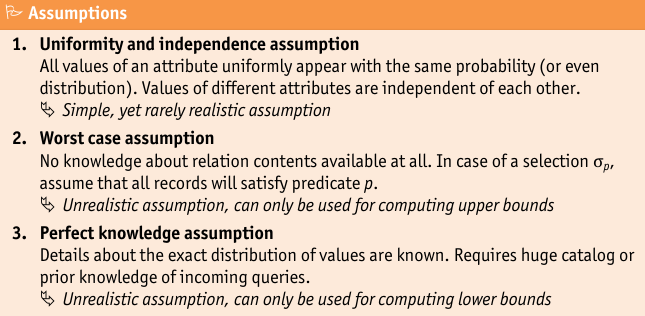 Assumptions
1. Uniformity and independence assumption
All values of an attribute uniformly appear with the same probability (or even
distribution). Values of different attributes are independent of each other.
↳ Simple, yet rarely realistic assumption
2. Worst case assumption
No knowledge about relation contents available at all. In case of a selection σp,
assume that all records will satisfy predicate p.
↳ Unrealistic assumption, can only be used for computing upper bounds
3. Perfect knowledge assumption
Details about the exact distribution of values are known. Requires huge catalog or
prior knowledge of incoming queries.
↳ Unrealistic assumption, can only be used for computing lower bounds